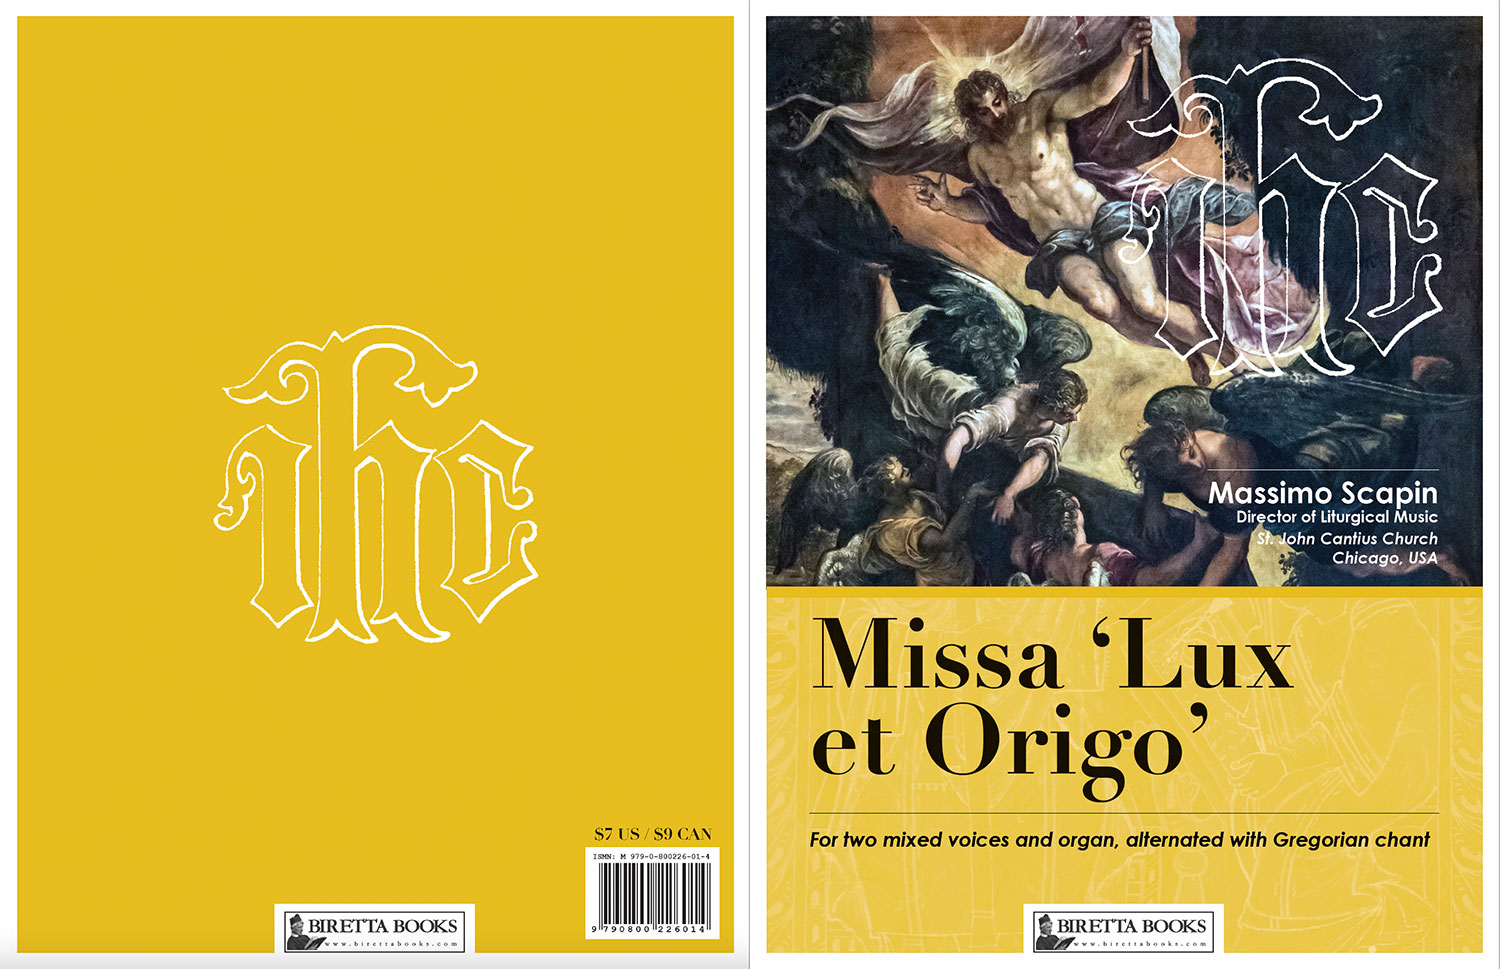 ihc
$7 US / $9 CAN
ISMN: M 979-0-800226-01-4
9 790800 226014
BIRETTA BOOKS
www.birettabooks.com
ihc
Massimo Scapin
Director of Liturgical Music
St. John Cantius Church
Chicago, USA
Missa ‘Lux
et Origo’
For two mixed voices and organ, alternated with Gregorian chant
BIRETTA BOOKS
www.birettabooks.com